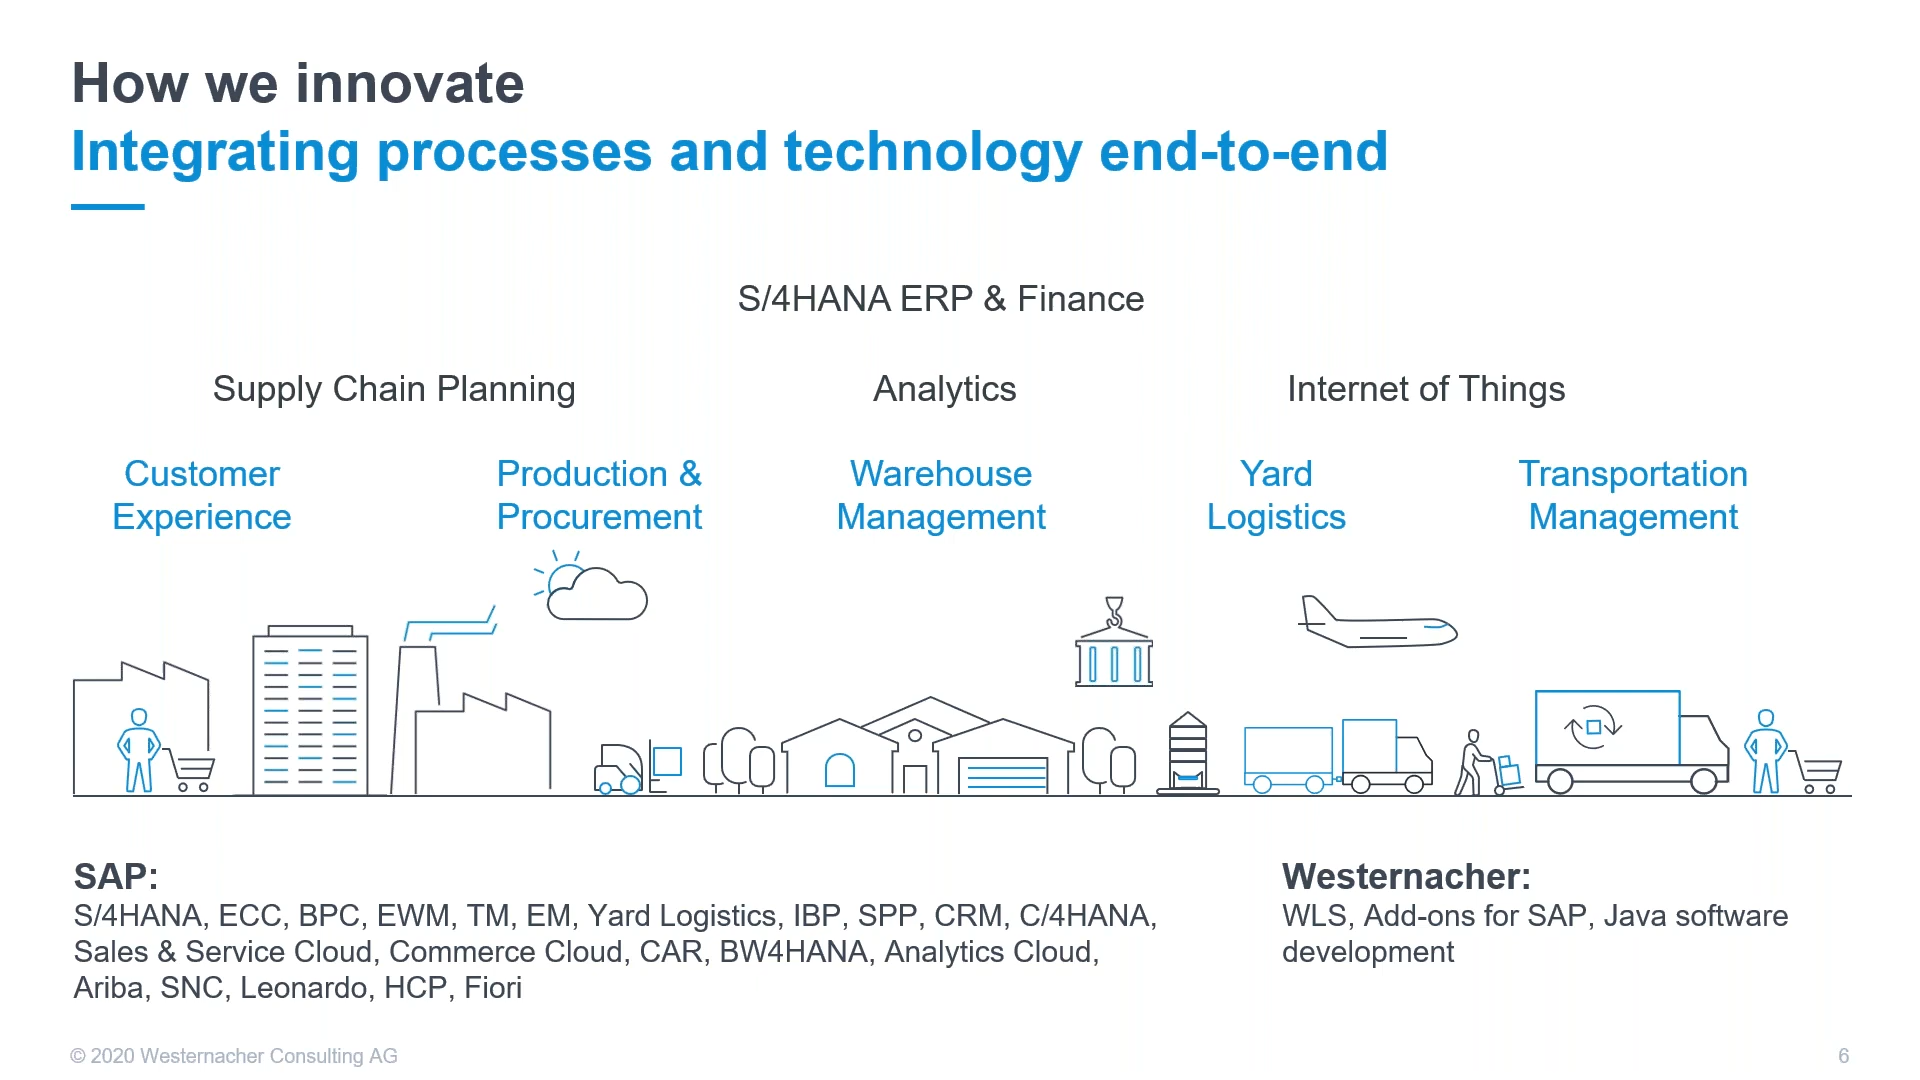 How we innovate
Integrating processes and technology end-to-end
S/4HANA ERP & Finance
Supply Chain Planning
Analytics
Internet of Things
Customer
Experience
Production &
Procurement
Warehouse
Management
Yard
Logistics
Transportation
Management
SAP:
S/4HANA, ECC, BPC, EWM, TM, EM, Yard Logistics, IBP, SPP, CRM, C/4HANA,
Sales & Service Cloud, Commerce Cloud, CAR, BW4HANA, Analytics Cloud,
Ariba, SNC, Leonardo, HCP, Fiori
Westernacher:
WLS, Add-ons for SAP, Java software
development
© 2020 Westernacher Consulting AG
6